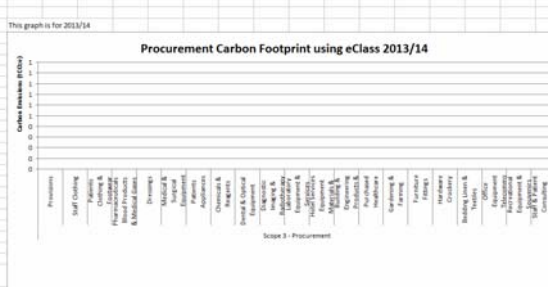 This graph is for 2013/14
Procurement Carbon Footprint using eClass 2013/14
Carbon Emissions (tCO2e)
1
1
1
1
1
1
0
0
0
0
0
Provisions
Staff Clothing
Patients
Clothing &
Footwear
Pharmaceuticals
Blood Products
& Medical Gases
Dressings
Medical &
Surgical
Equipment
Patients
Appliances
Chemicals &
Reagents
Dental & Optical
Equipment
Diagnostic
Imaging &
Radiotherapy
Laboratory
Equipment &
Services
Hotel Services
Equipment
Materials &
Building &
Engineering
Products &
Purchased
Healthcare
Gardening &
Farming
Furniture
Fittings
Hardware
Crockery
Bedding Linen &
Textiles
Office
Equipment
Recreational
Equipment &
Staff & Patient
Consulting
Scope 3 - Procurement